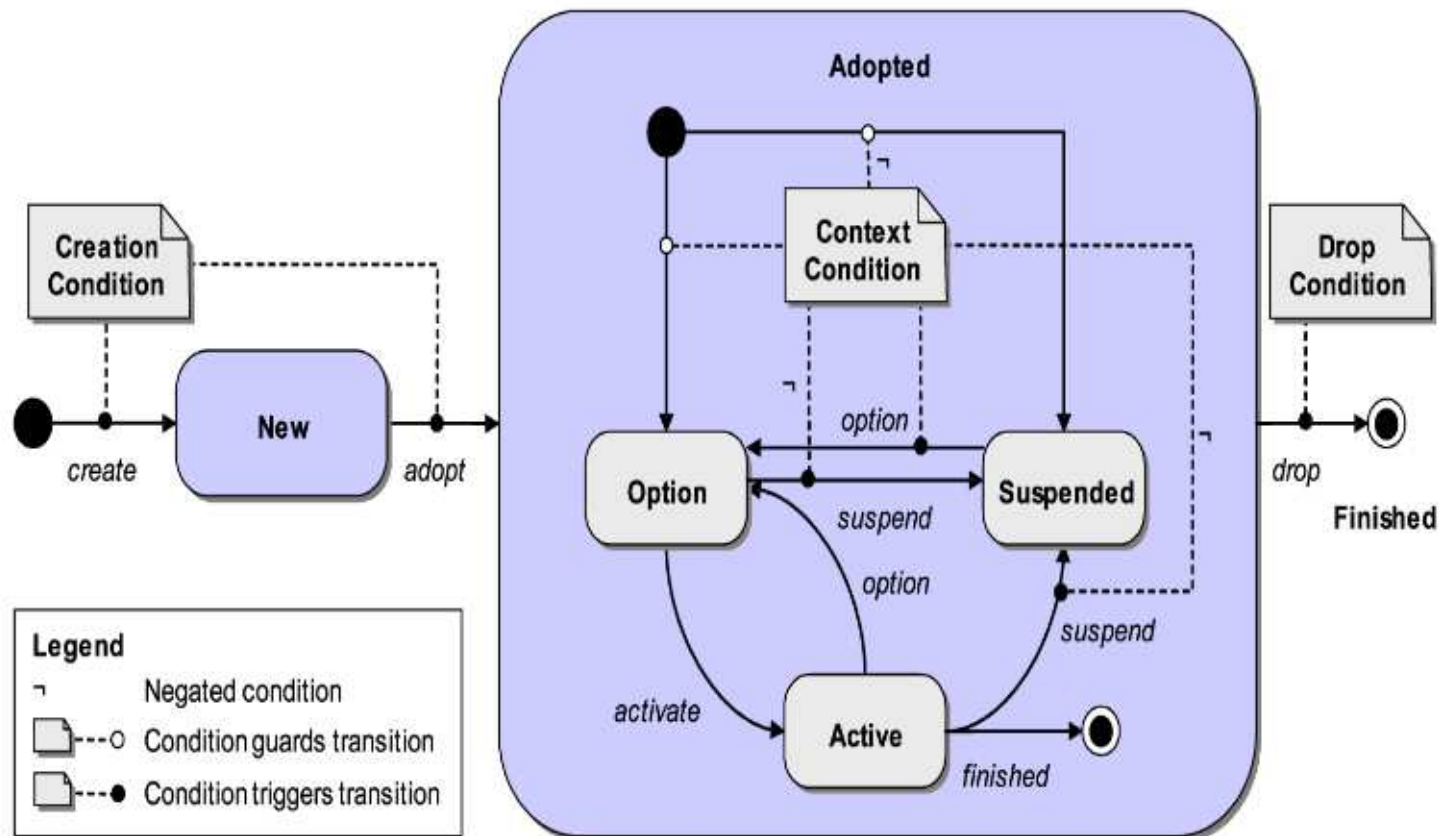 Adopted
¬
Creation
Condition
Context
Condition
Drop
Condition
¬
option
¬
New
create
adopt
Option
Suspended
suspend
drop
Finished
option
suspend
activate
Active
finished
Legend
¬ Negated condition
Condition guards transition
Condition triggers transition